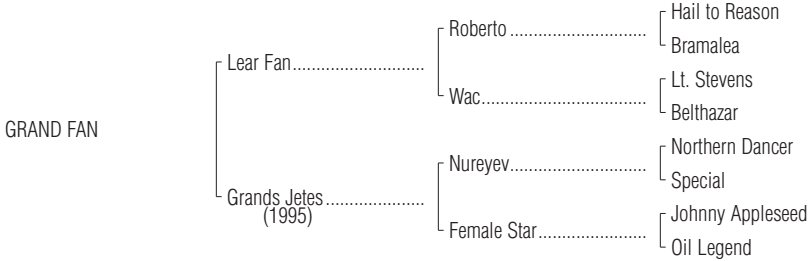 Hail to Reason
Roberto
Bramalea
Lear Fan
Lt. Stevens
Wac
Belthazar
GRAND FAN
Northern Dancer
Nureyev
Special
Grands Jetes
(1995)
Johnny Appleseed
Female Star
Oil Legend